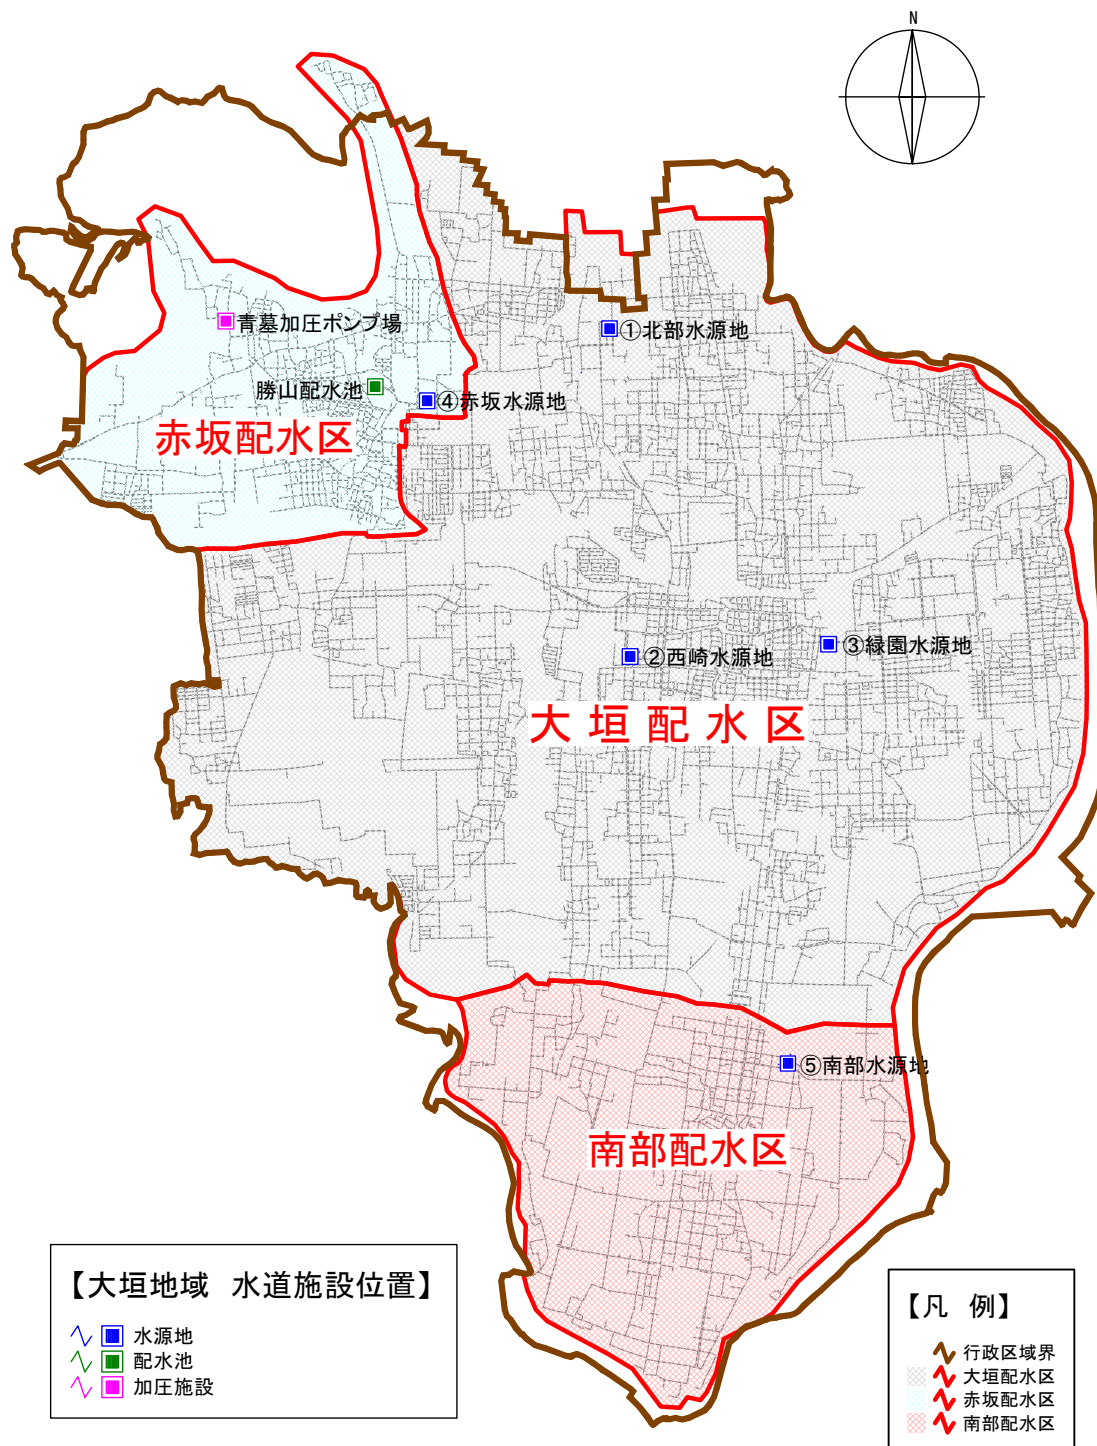 N
青墓加圧ポンプ場
①北部水源地
勝山配水池
④赤坂水源地
赤坂配水区
③緑園水源地
②西崎水源地
大垣配水区
⑤南部水源地
南部配水区
【大垣地域 水道施設位置】
水源地
配水池
加圧施設
【凡 例】
行政区域界
大垣配水区
赤坂配水区
南部配水区